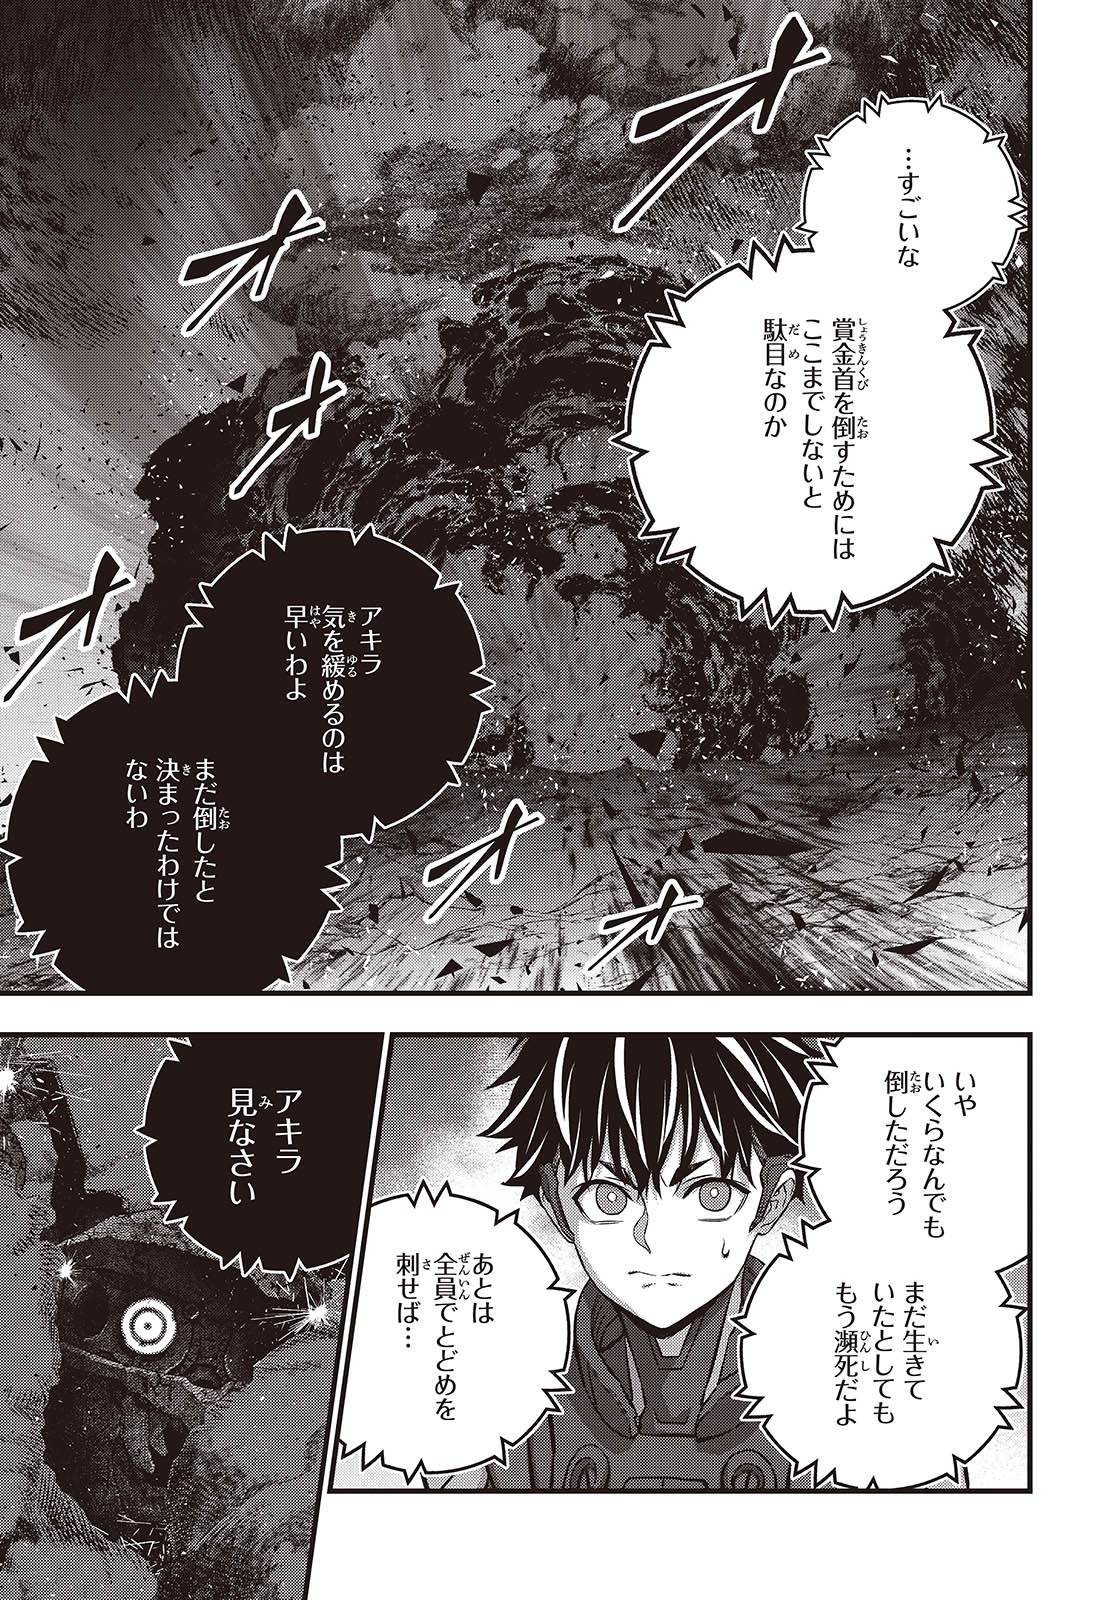 …すごいな
賞金首を倒すためには
ここまでしないと
駄目なのか
アキラ
気を緩めるのは
早いわよ
まだ倒したと
決まったわけでは
ないわ
オ
オ
オ
オ
オ
オ
いや
いくらなんでも
倒しただろう
まだ生きて
いたとしても
もう瀕死だよ
あとは
全員でとどめを
刺せば…
アキラ
見なさい